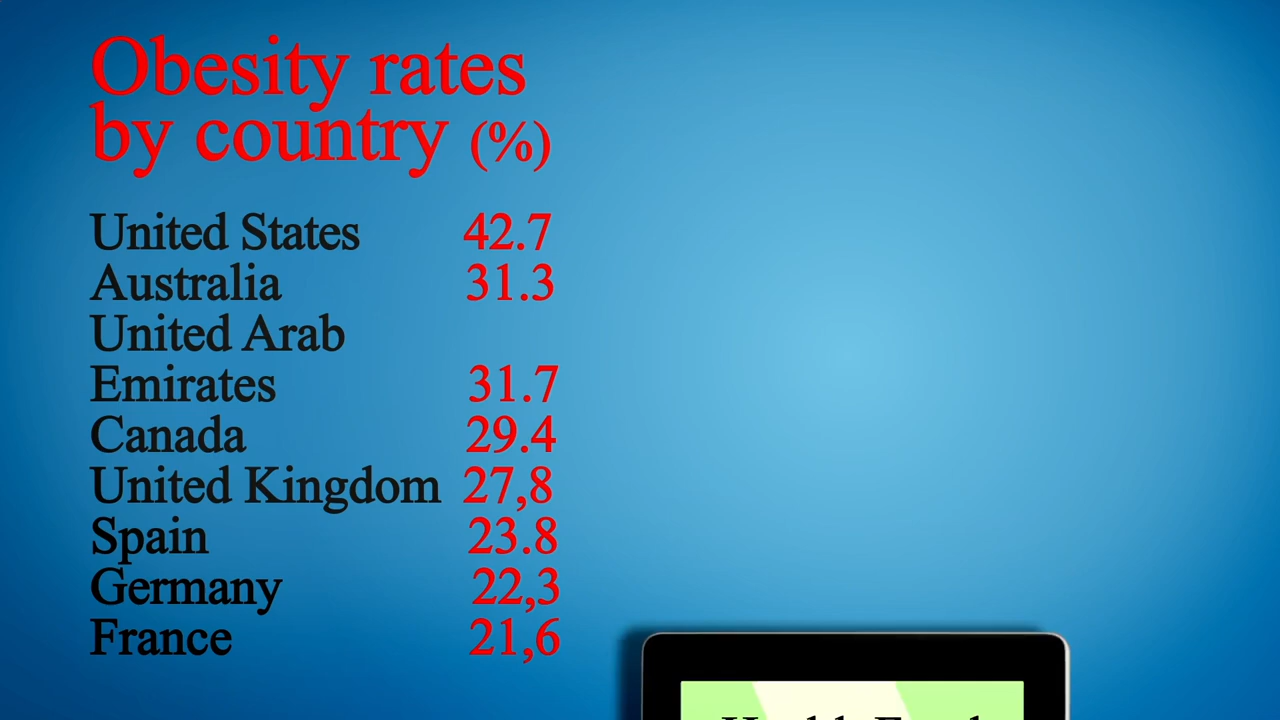 Obesity rates
by country (%)
United States 42.7
Australia 31.3
United Arab
Emirates 31.7
Canada 29.4
United Kingdom 27,8
Spain 23.8
Germany 22,3
France 21,6